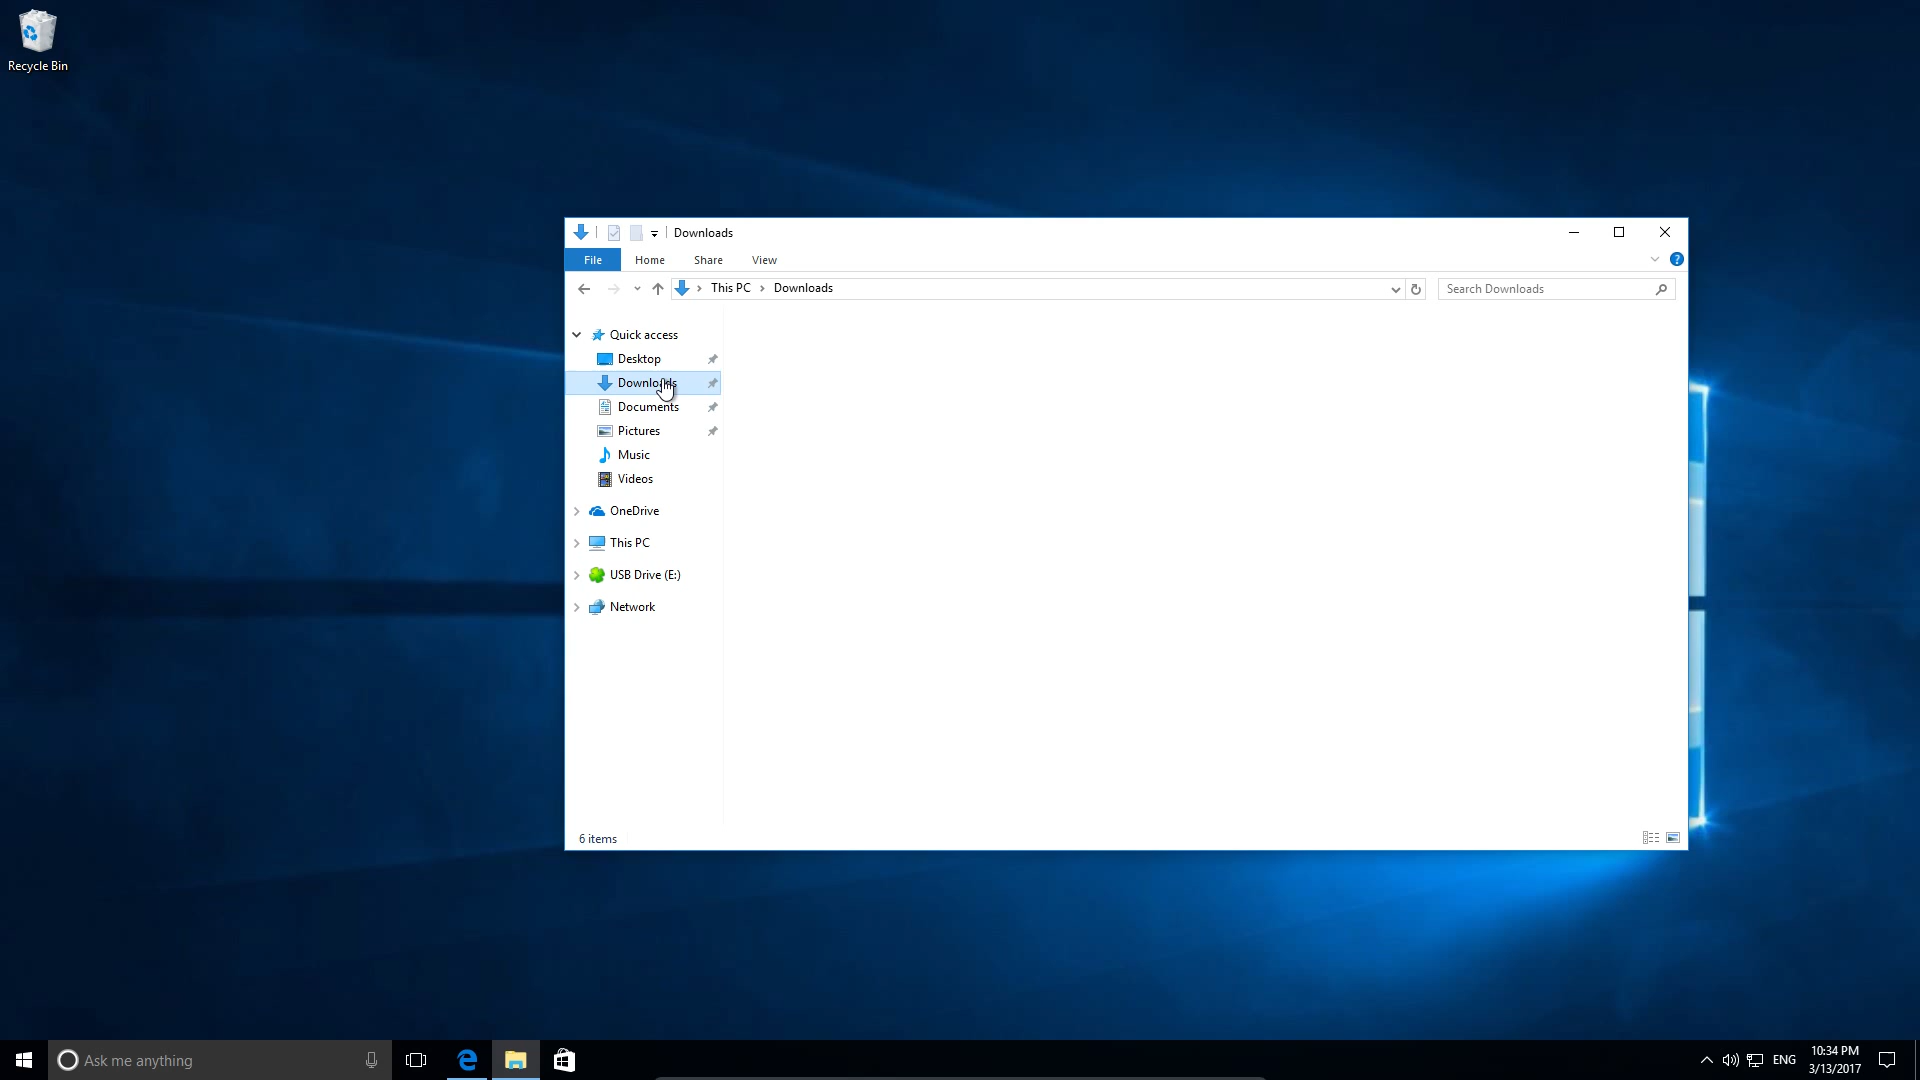 Recycle Bin
Downloads
File Home Share View
This PC Downloads
Search Downloads
Quick access
Desktop
Downloads
Documents
Pictures
Music
Videos
OneDrive
This PC
USB Drive (E:)
Network
6 items
Ask me anything
ENG
10:34 PM
3/13/2017